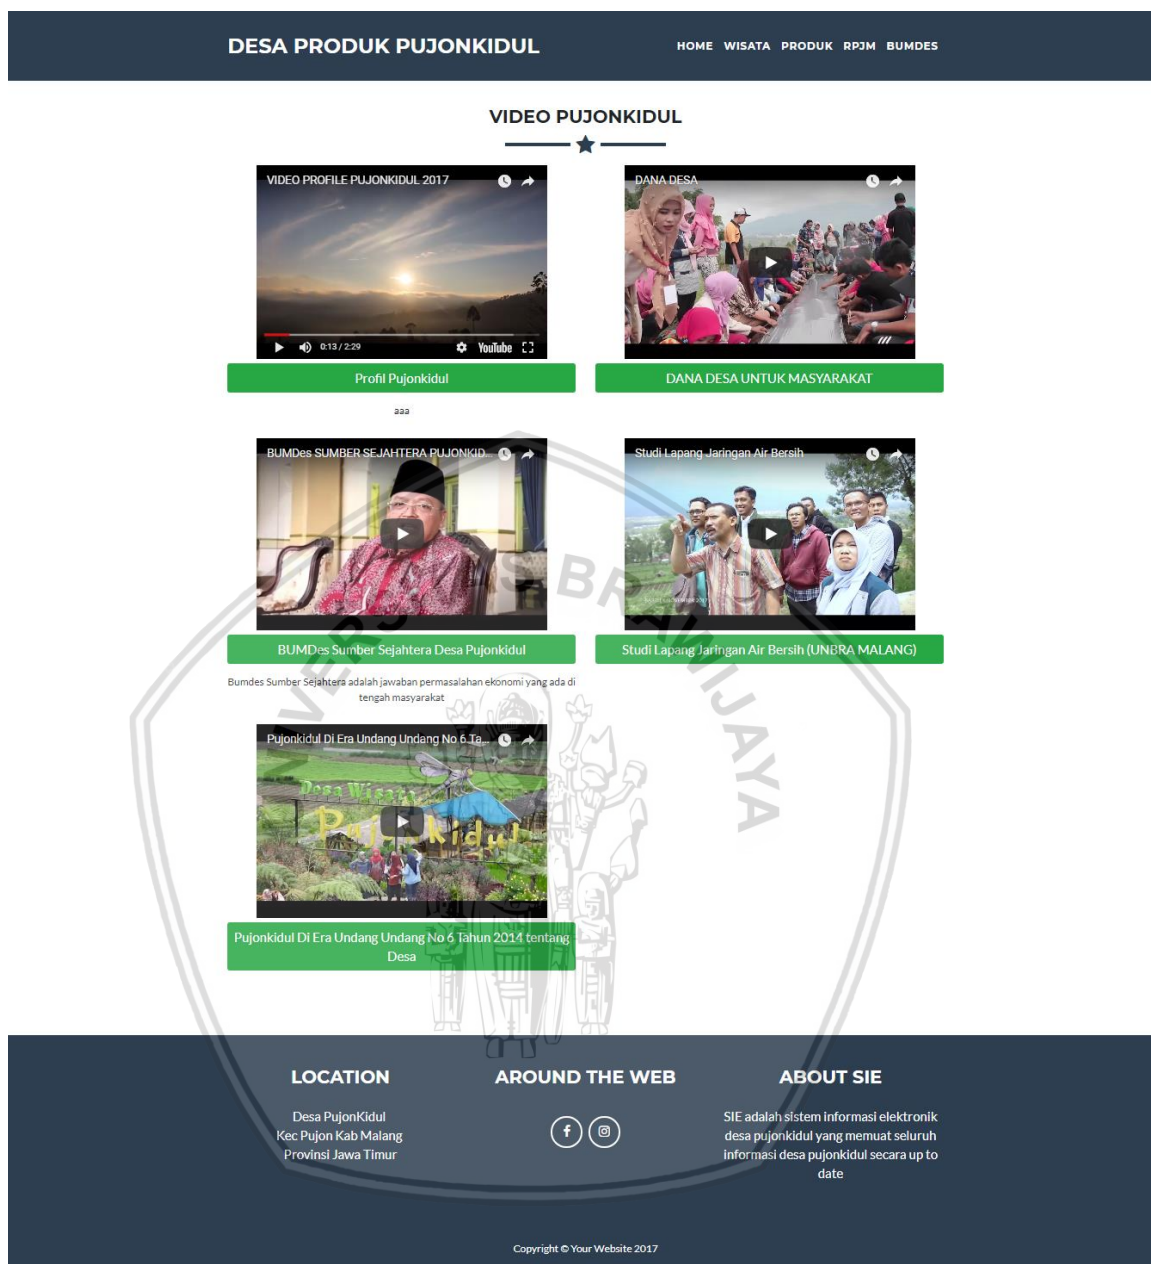 DESA PRODUK PUJONKIDUL
HOME WISATA PRODUK RPJM BUMDES
VIDEO PUJONKIDUL
VIDEO PROFILE PUJONKIDUL 2017
0:13 / 2:29
YouTube
DANA DESA
Profil Pujonkidul
DANA DESA UNTUK MASYARAKAT
aaa
BUMDes SUMBER SEJAHTERA PUJONKID...
Studi Lapang Jaringan Air Bersih
BUMDes Sumber Sejahtera Desa Pujonkidul
Studi Lapang Jaringan Air Bersih (UNBRA MALANG)
Bumdes Sumber Sejahtera adalah jawaban permasalahan ekonomi yang ada di
tengah masyarakat
Pujonkidul Di Era Undang Undang No 6 Ta...
Desa Wisata
Pujonkidul
Pujonkidul Di Era Undang Undang No 6 Tahun 2014 tentang
Desa
BRAWIJAYA
LOCATION
Desa PujonKidul
Kec Pujon Kab Malang
Provinsi Jawa Timur
AROUND THE WEB
ABOUT SIE
SIE adalah sistem informasi elektronik
desa pujonkidul yang memuat seluruh
informasi desa pujonkidul secara up to
date
Copyright © Your Website 2017